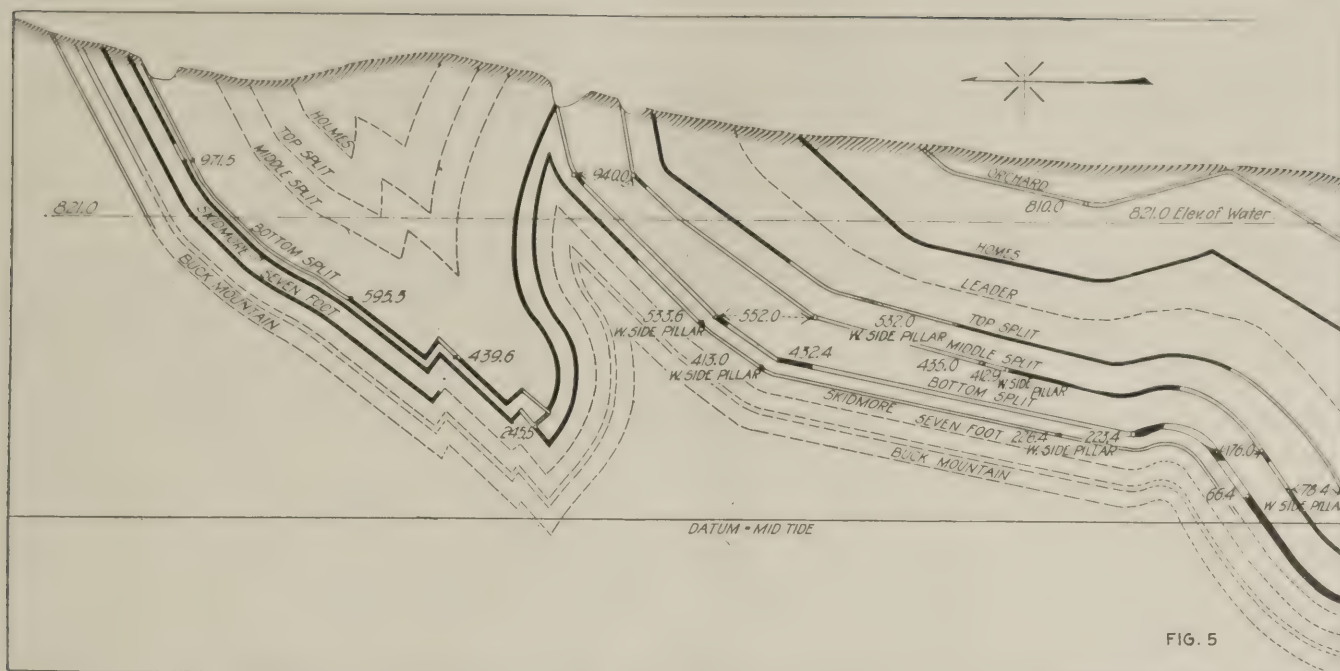 HOLMES
TOP SPLIT
MIDDLE SPLIT
971.5
940.0
ORCHARD
810.0
821.0
821.0 Elev. of Water
SKIDMORE
BOTTOM SPLIT
SEVEN FOOT
BUCK MOUNTAIN
595.5
HOMES
LEADER
533.6
W. SIDE PILLAR
552.0
532.0
W. SIDE PILLAR
TOP SPLIT
MIDDLE SPLIT
439.6
413.0
W. SIDE PILLAR
432.4
435.0
412.9
W. SIDE
PILLAR
BOTTOM SPLIT
SKIDMORE
SEVEN FOOT
245.5
226.4
223.4
W. SIDE PILLAR
BUCK MOUNTAIN
176.0
66.4
78.4
W. SIDE PILLAR
DATUM = MID TIDE
FIG. 5